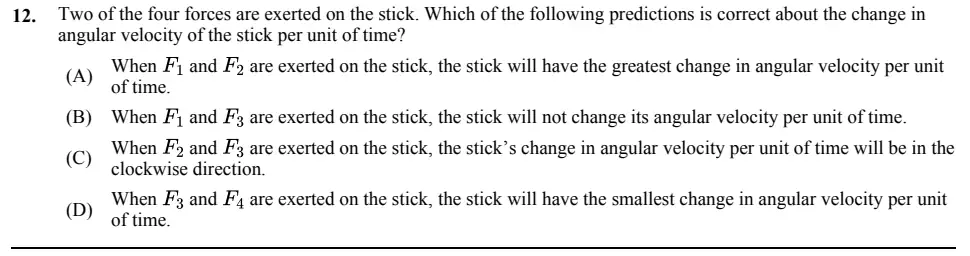 12. Two of the four forces are exerted on the stick. Which of the following predictions is correct about the change in
angular velocity of the stick per unit of time?
(A) When F₁ and F₂ are exerted on the stick, the stick will have the greatest change in angular velocity per unit
of time.
(B) When F₁ and F₃ are exerted on the stick, the stick will not change its angular velocity per unit of time.
(C) When F₂ and F₃ are exerted on the stick, the stick’s change in angular velocity per unit of time will be in the
clockwise direction.
(D) When F₃ and F₄ are exerted on the stick, the stick will have the smallest change in angular velocity per unit
of time.